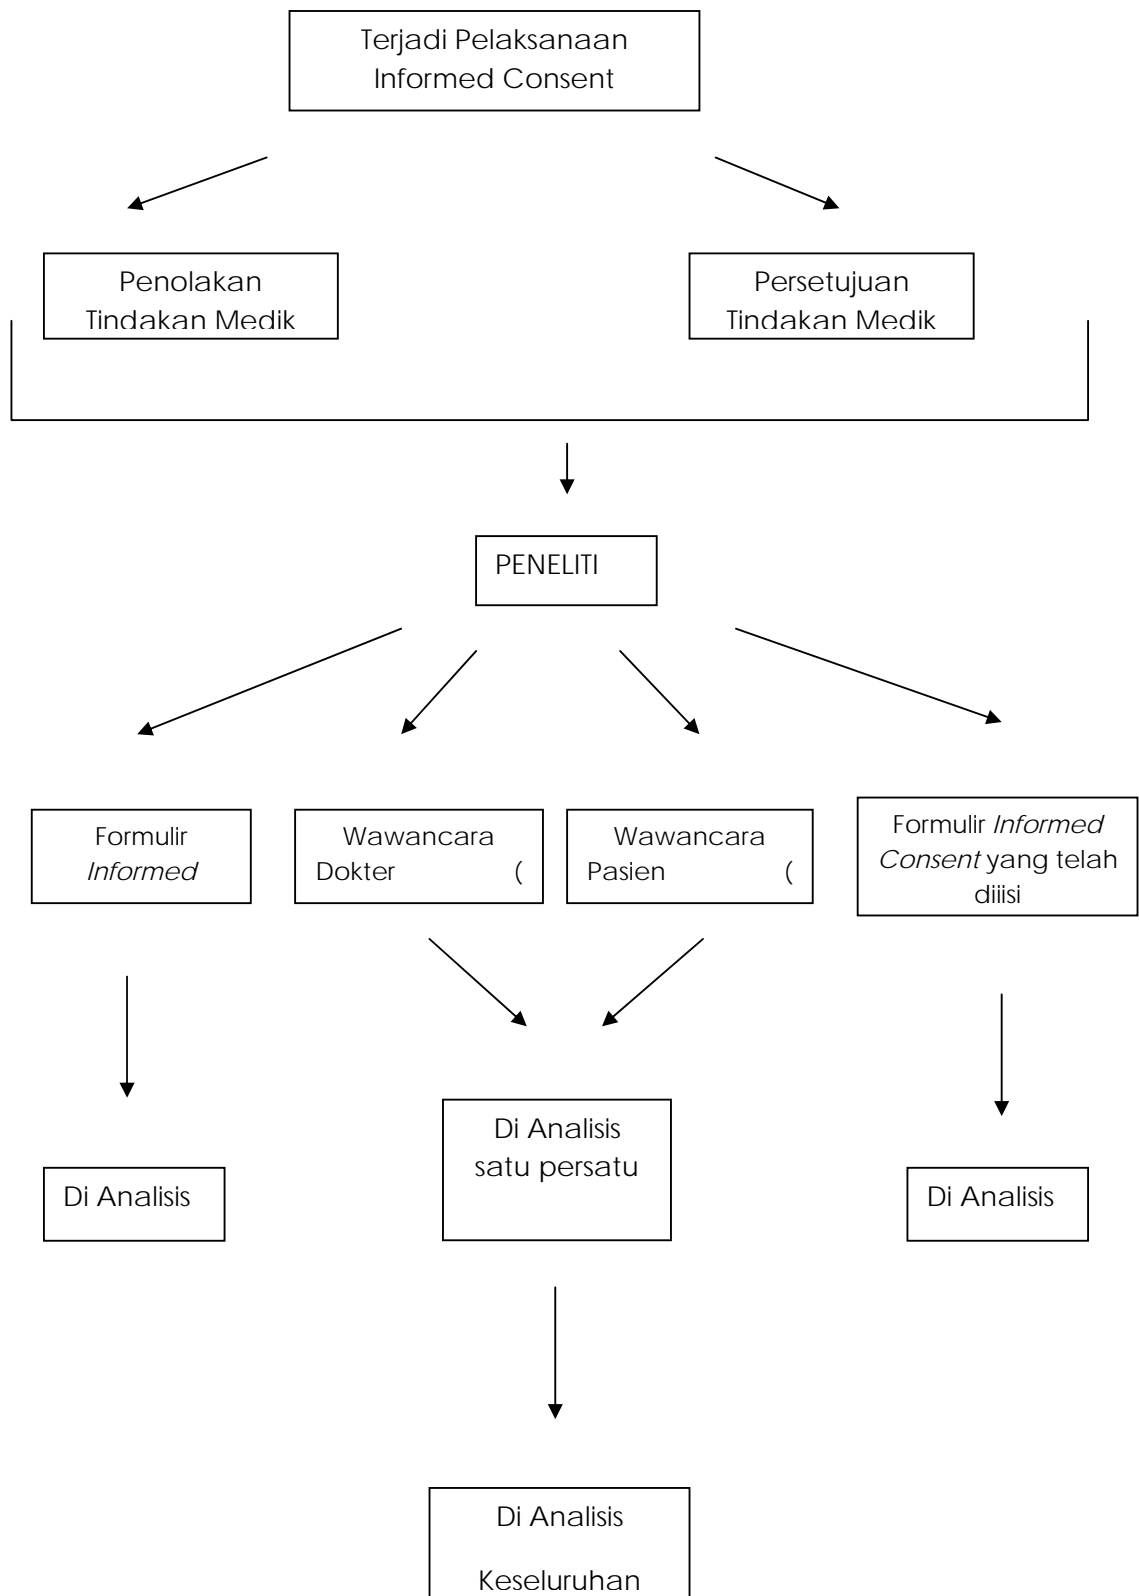 Terjadi Pelaksanaan
Informed Consent
Penolakan
Tindakan Medik
Persetujuan
Tindakan Medik
PENELITI
Formulir
Informed
Wawancara
Dokter (
Wawancara
Pasien (
Formulir Informed
Consent yang telah
diiisi
Di Analisis
Di Analisis
satu persatu
Di Analisis
Di Analisis
Keseluruhan